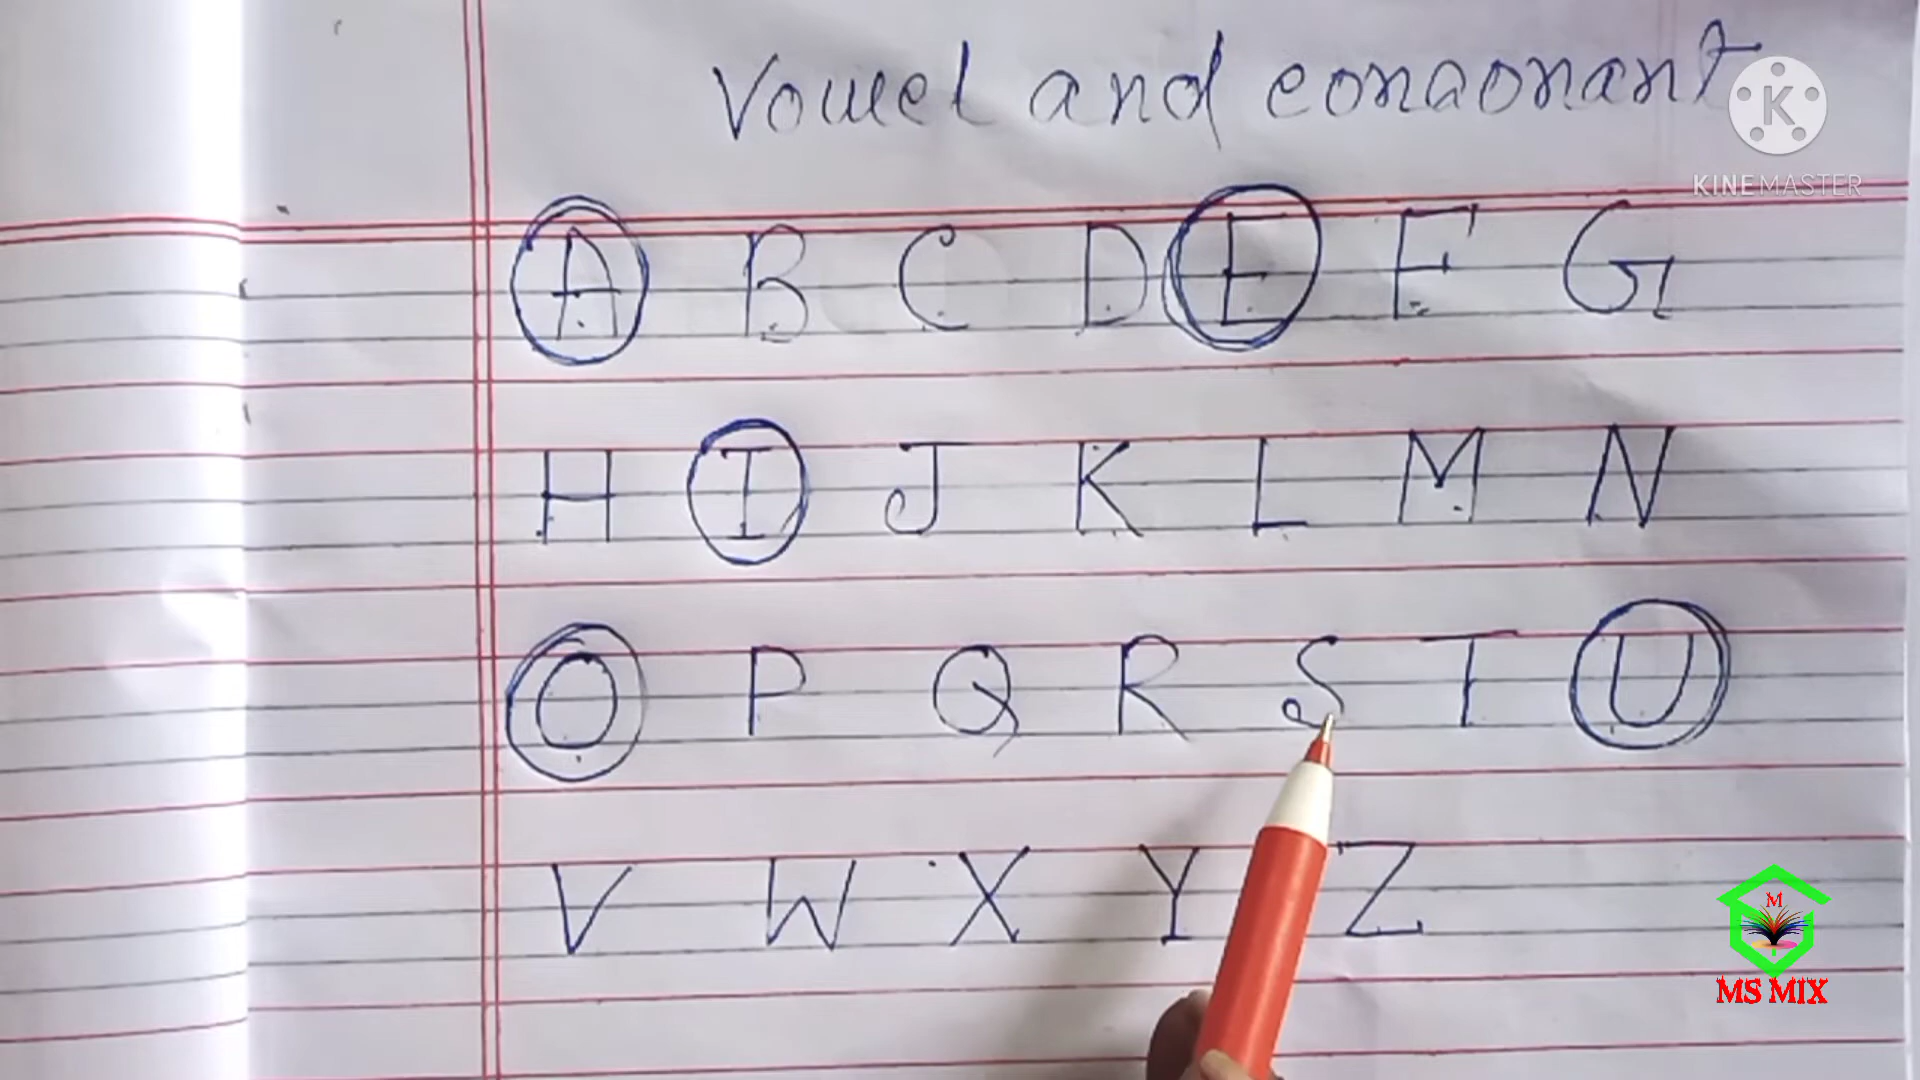 Vowel and consonant
KINEMASTER
A B C D E F G
H I J K L M N
O P Q R S T U
V W X Y Z
M
MS MIX